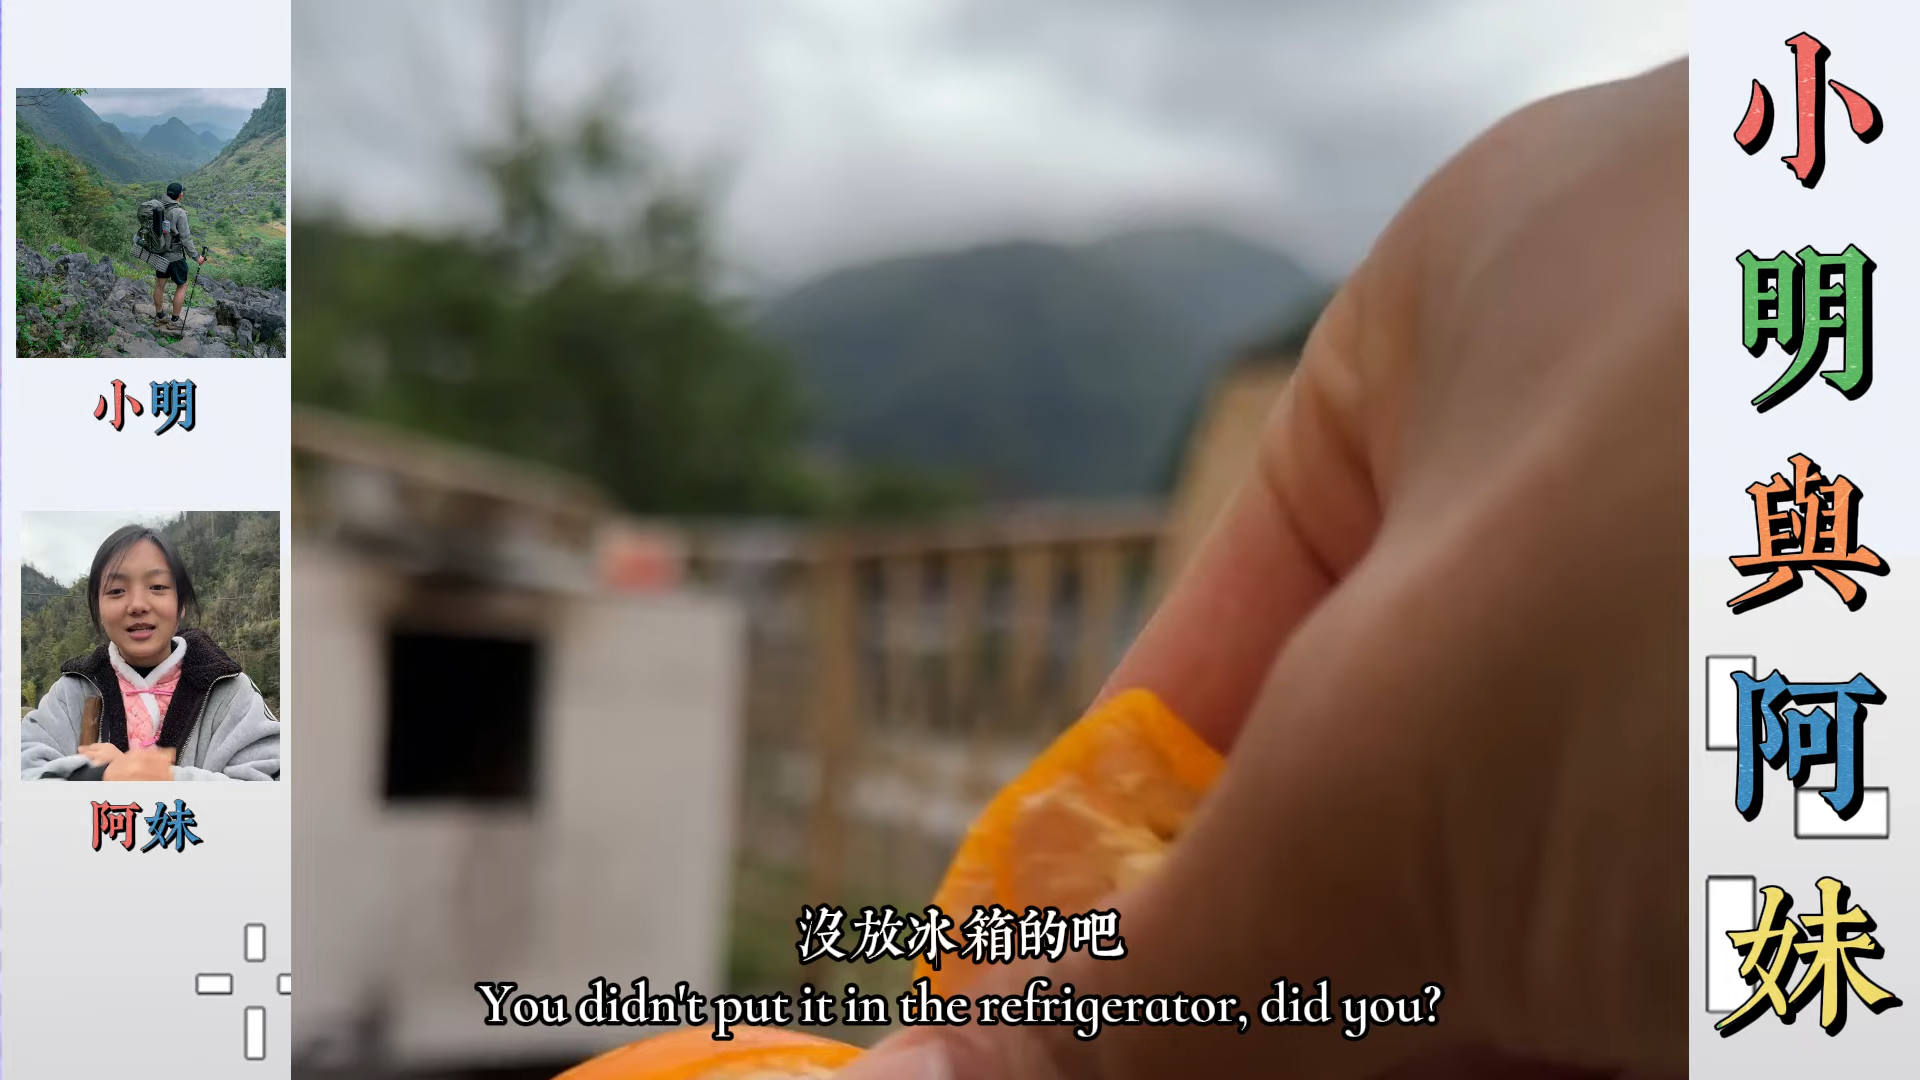 小明
阿妹
沒放冰箱的吧
You didn't put it in the refrigerator, did you?
小明與阿妹